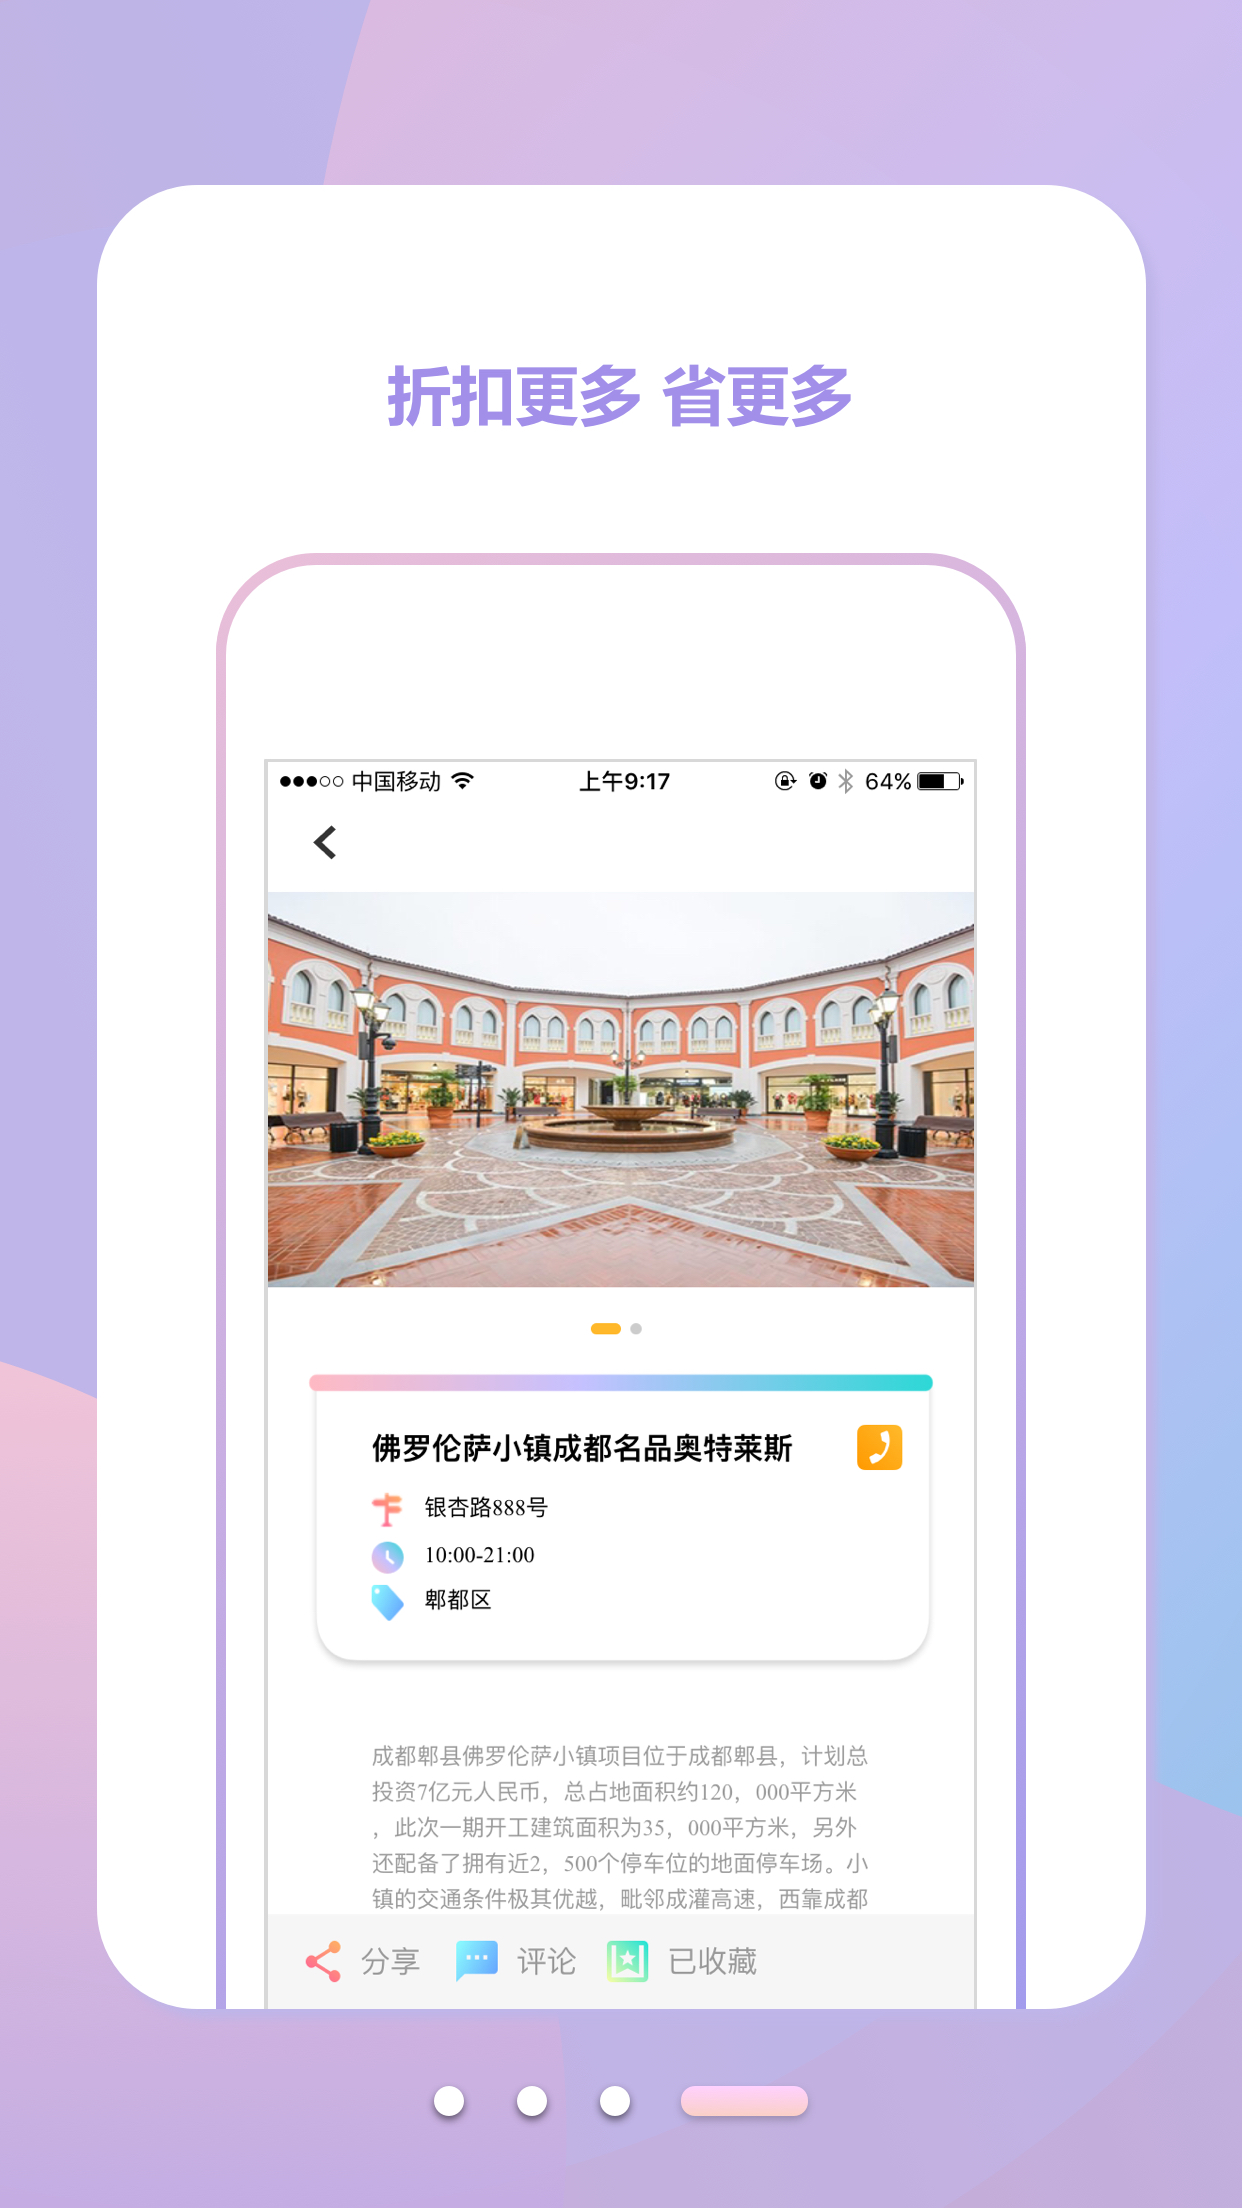 折扣更多 省更多
中国移动 上午9:17 64%
佛罗伦萨小镇成都名品奥特莱斯
银杏路888号
10:00-21:00
郫都区
成都郫县佛罗伦萨小镇项目位于成都郫县，计划总
投资7亿元人民币，总占地面积约120，000平方米
，此次一期开工建筑面积为35，000平方米，另外
还配备了拥有近2，500个停车位的地面停车场。小
镇的交通条件极其优越，毗邻成灌高速，西靠成都
分享 评论 已收藏